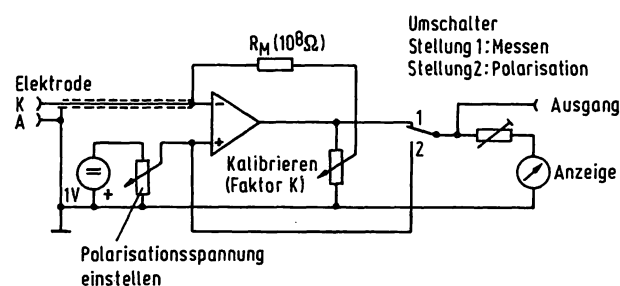 Umschalter
Stellung 1: Messen
Stellung 2: Polarisation
R_M (10⁸Ω)
Elektrode
K
A
−
+
1
2
Ausgang
Kalibrieren
(Faktor K)
Anzeige
=
1V
+
Polarisationsspannung
einstellen